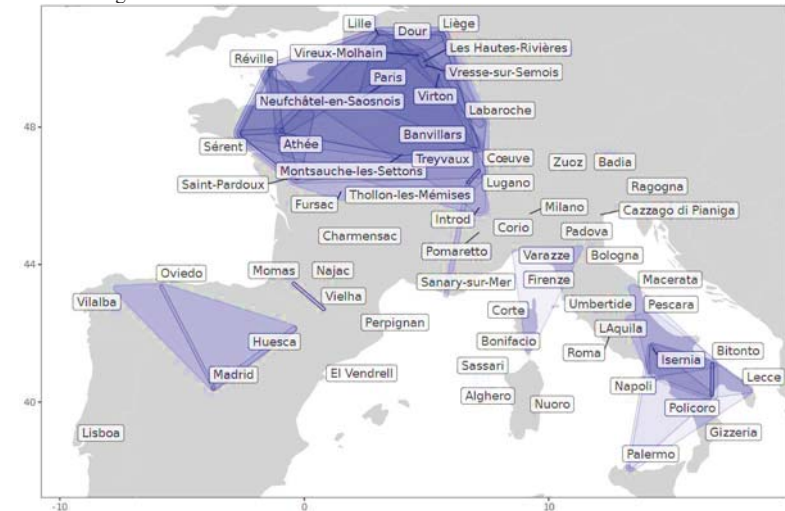 Lille
Dour
Liège
Vireux-Molhain
Les Hautes-Rivières
Réville
Paris
Vresse-sur-Semois
Neufchâtel-en-Saosnois
Virton
Labaroche
48
Banvillars
Sérent
Athée
Treyvaux
Cœuve
Zuoz
Badia
Montsauche-les-Settons
Saint-Pardoux
Lugano
Ragogna
Thollon-les-Mémises
Fursac
Milano
Cazzago di Pianiga
Introd
Corio
Padova
Charmensac
Pomaretto
44
Varazze
Bologna
Oviedo
Momas
Najac
Sanary-sur-Mer
Firenze
Macerata
Vilalba
Vielha
Corte
Umbertide
Pescara
Perpignan
LAquila
Huesca
Bonifacio
Bitonto
Roma
Isernia
Madrid
El Vendrell
Sassari
Napoli
Lecce
40
Alghero
Nuoro
Policoro
Lisboa
Gizzeria
Palermo
-10
0
10